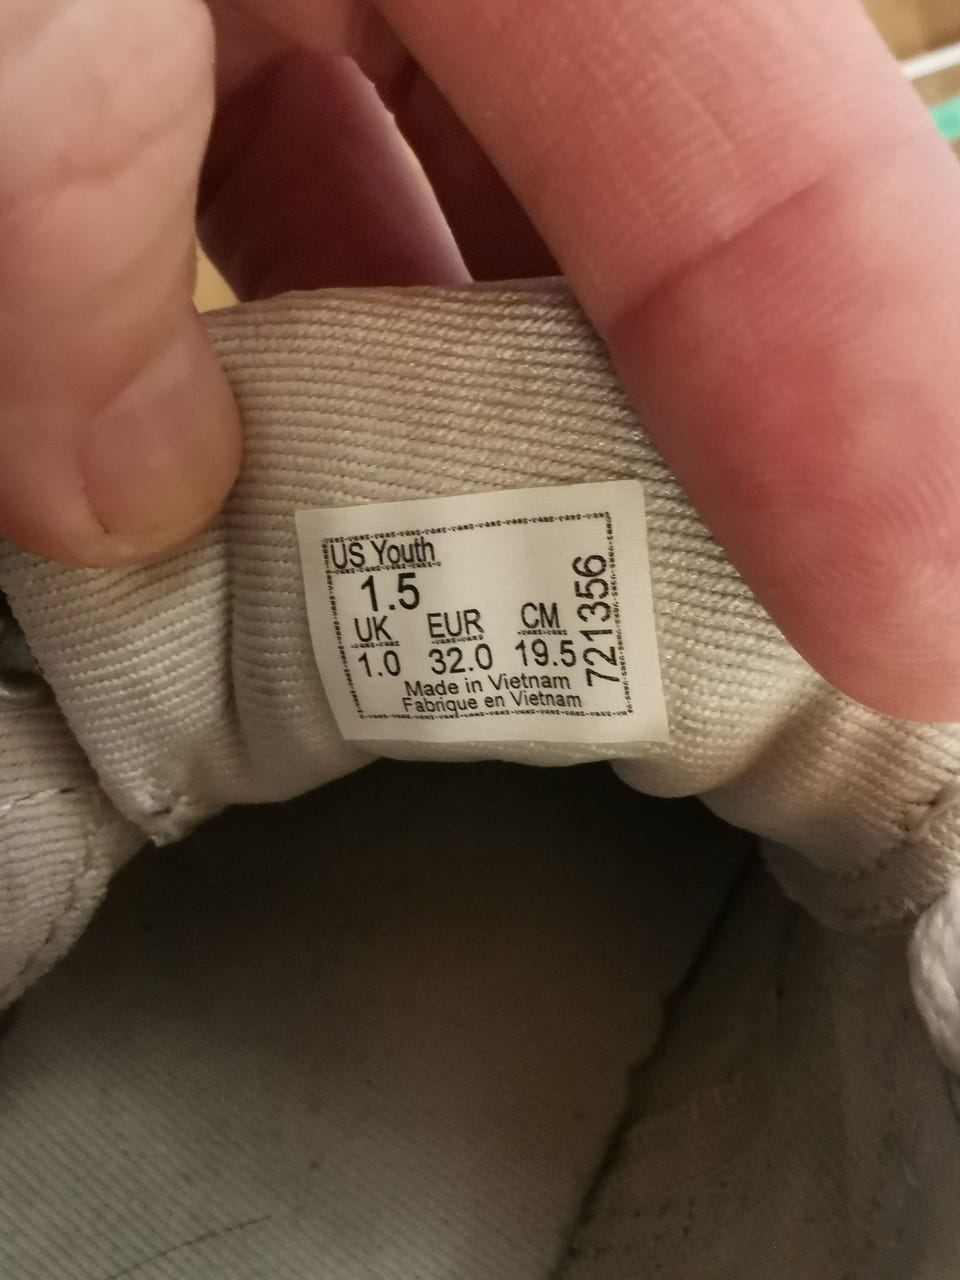 US Youth
1.5
UK EUR CM
1.0 32.0 19.5
Made in Vietnam
Fabrique en Vietnam
721356